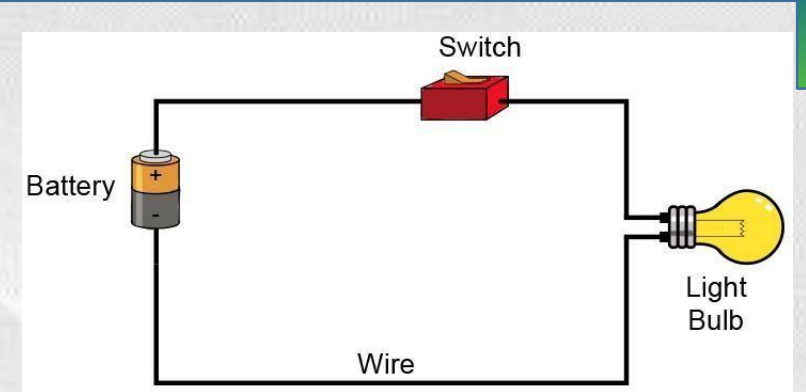 Switch
Battery
+
-
Light
Bulb
Wire